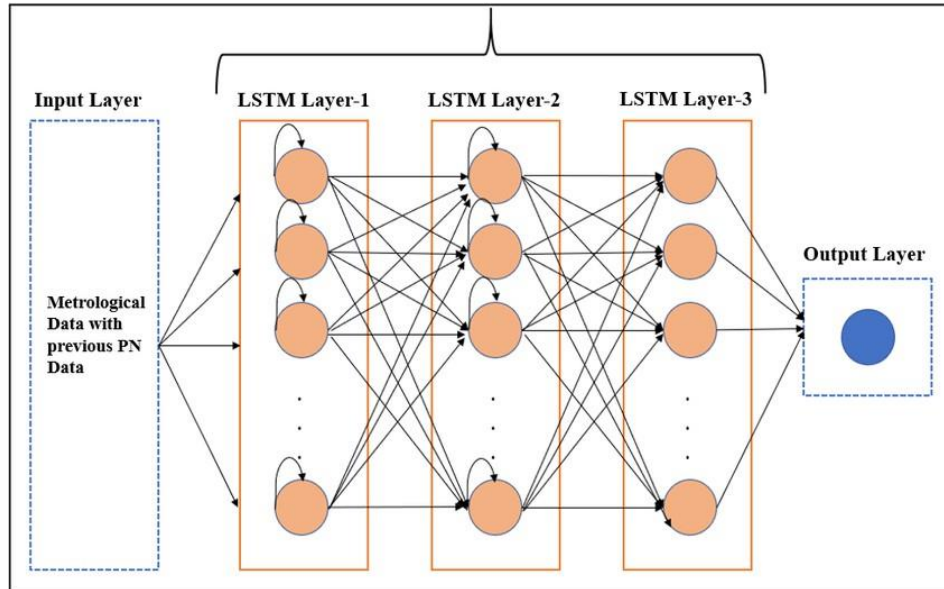 Input Layer
LSTM Layer-1
LSTM Layer-2
LSTM Layer-3
Output Layer
Metrological
Data with
previous PN
Data